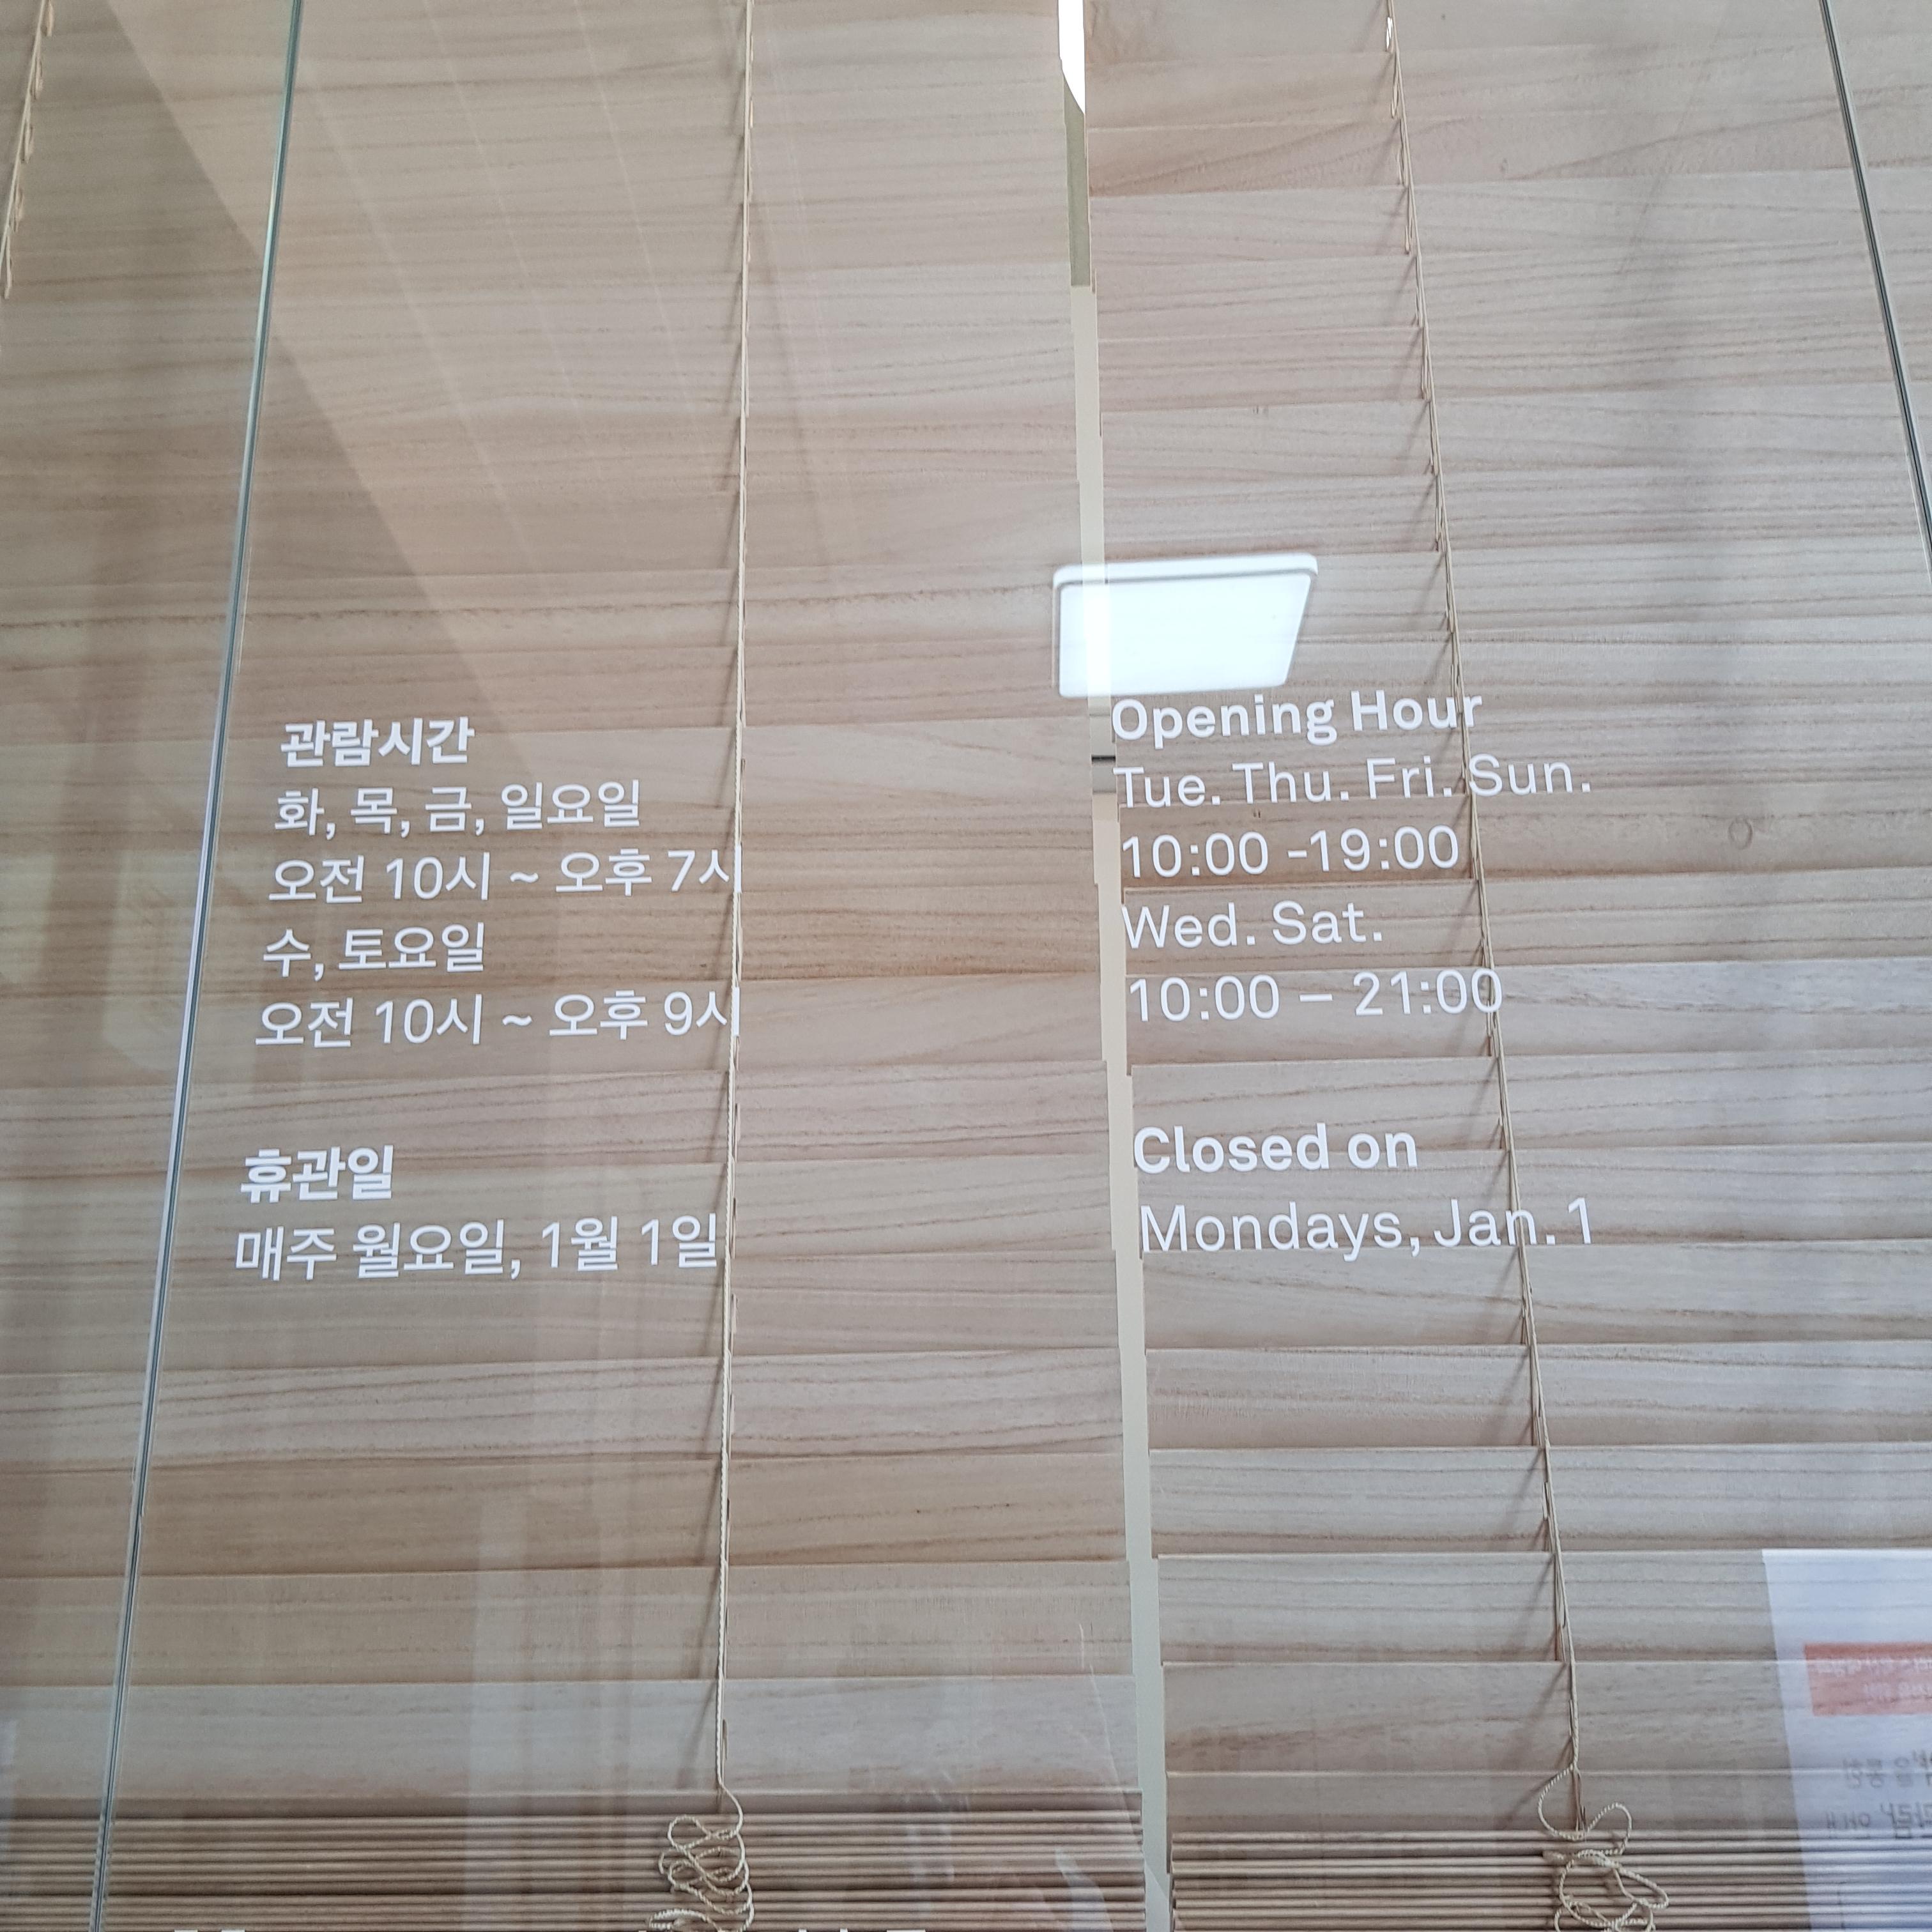 관람시간
화, 목, 금, 일요일
오전 10시 ~ 오후 7시
수, 토요일
오전 10시 ~ 오후 9시
휴관일
매주 월요일, 1월 1일
Opening Hour
Tue. Thu. Fri. Sun.
10:00 -19:00
Wed. Sat.
10:00 – 21:00
Closed on
Mondays, Jan. 1